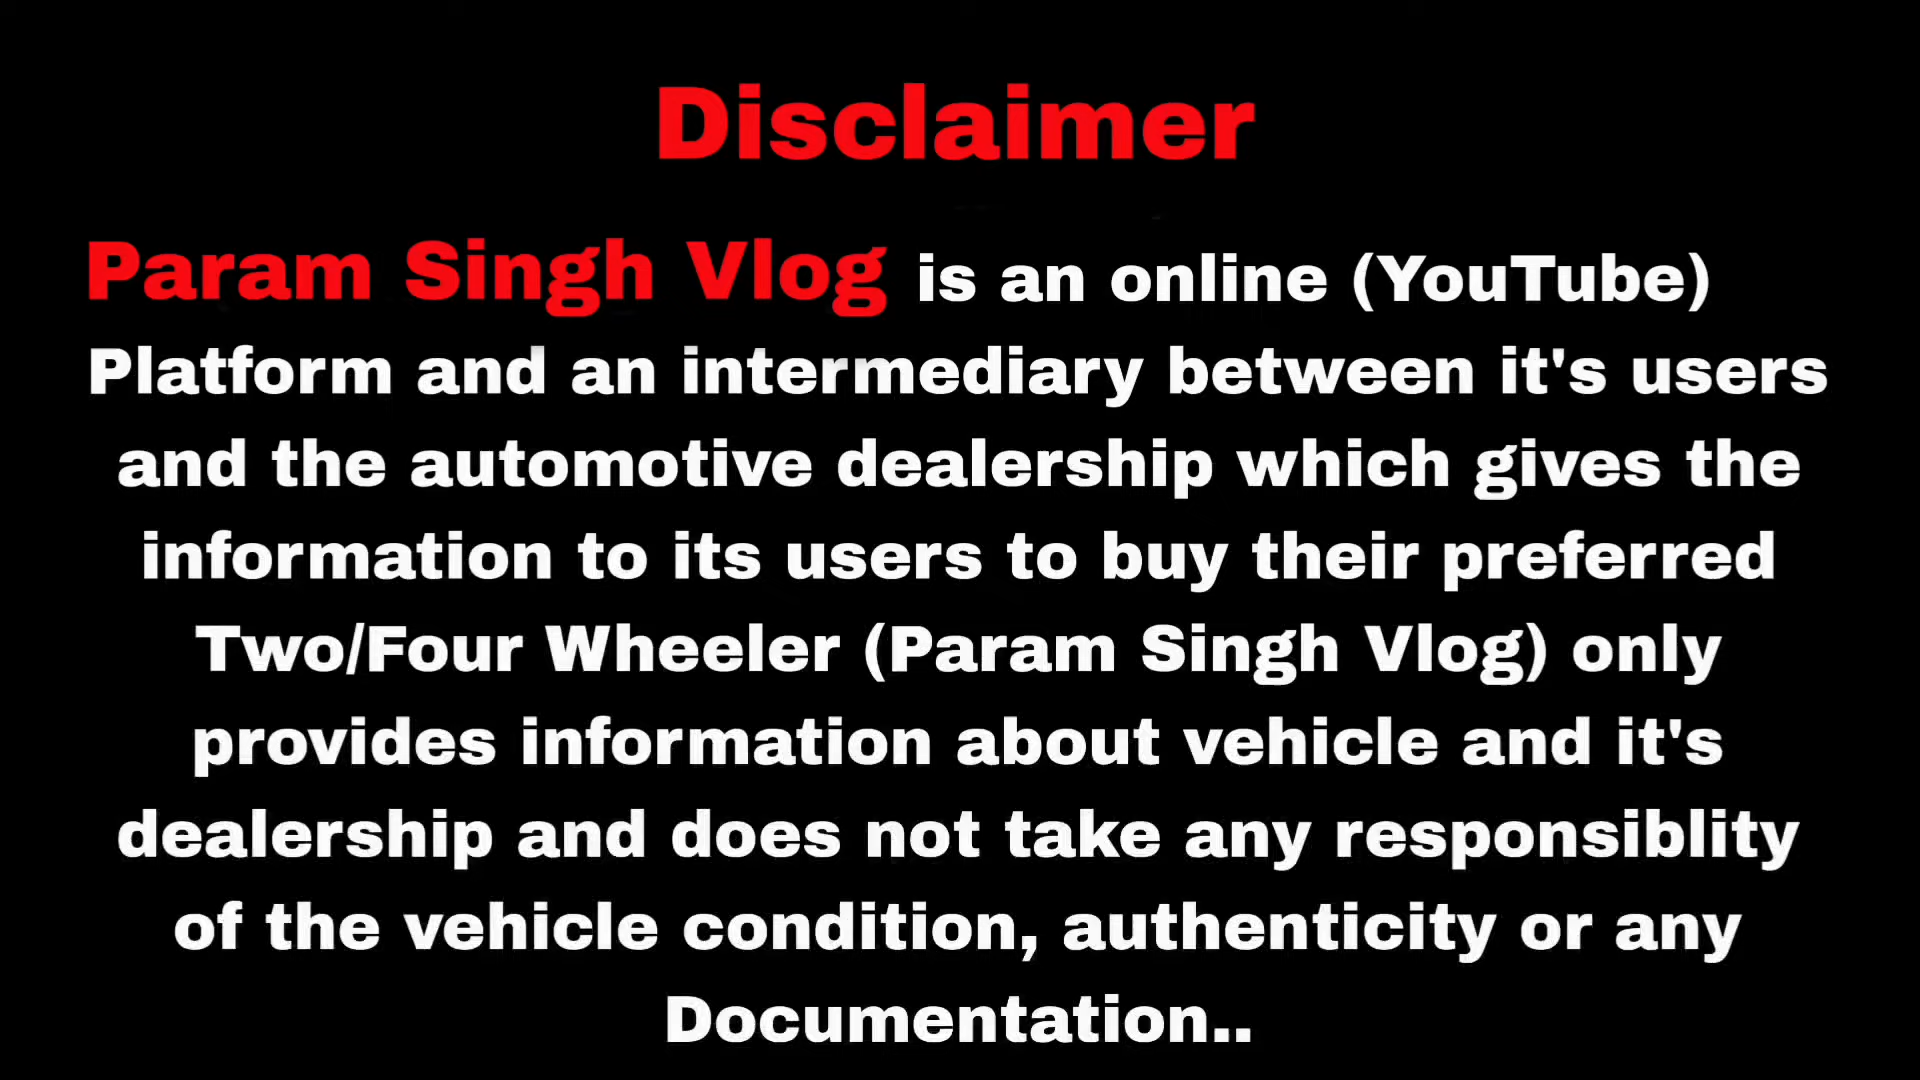 Disclaimer
Param Singh Vlog is an online (YouTube)
Platform and an intermediary between it's users
and the automotive dealership which gives the
information to its users to buy their preferred
Two/Four Wheeler (Param Singh Vlog) only
provides information about vehicle and it's
dealership and does not take any responsiblity
of the vehicle condition, authenticity or any
Documentation..